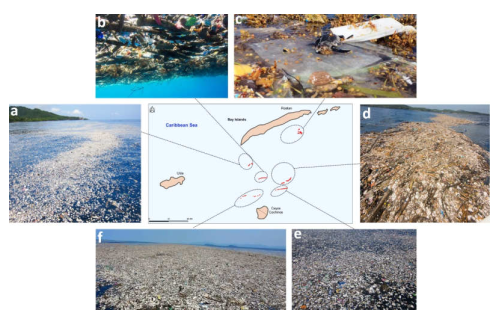 b
c
a
d
Caribbean Sea
Bay Islands
Roatan
Utila
Cayos
Cochinos
f
e